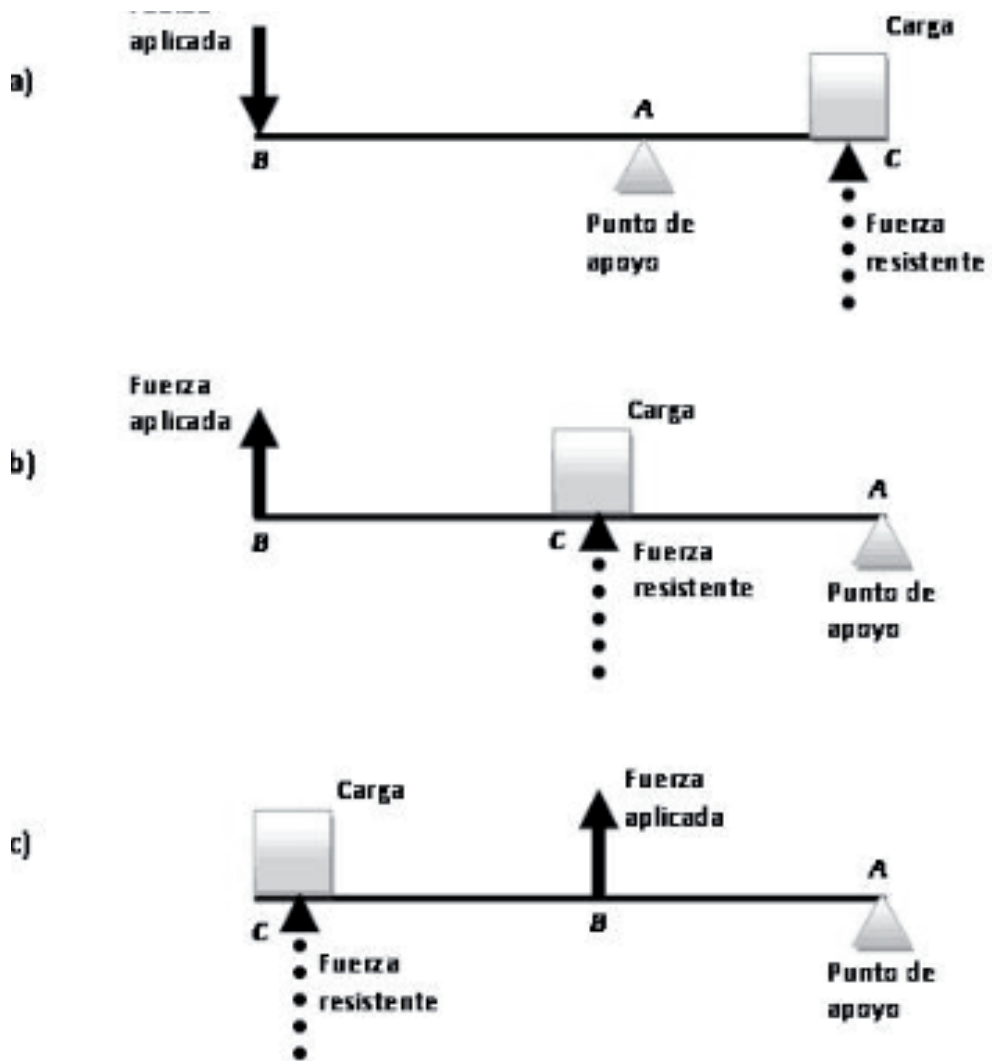 aplicada
Carga
a)
A
B
C
Punto de
apoyo
Fuerza
resistente
Fuerza
aplicada
Carga
b)
A
B
C
Fuerza
resistente
Punto de
apoyo
Carga
Fuerza
aplicada
c)
A
C
B
Fuerza
resistente
Punto de
apoyo